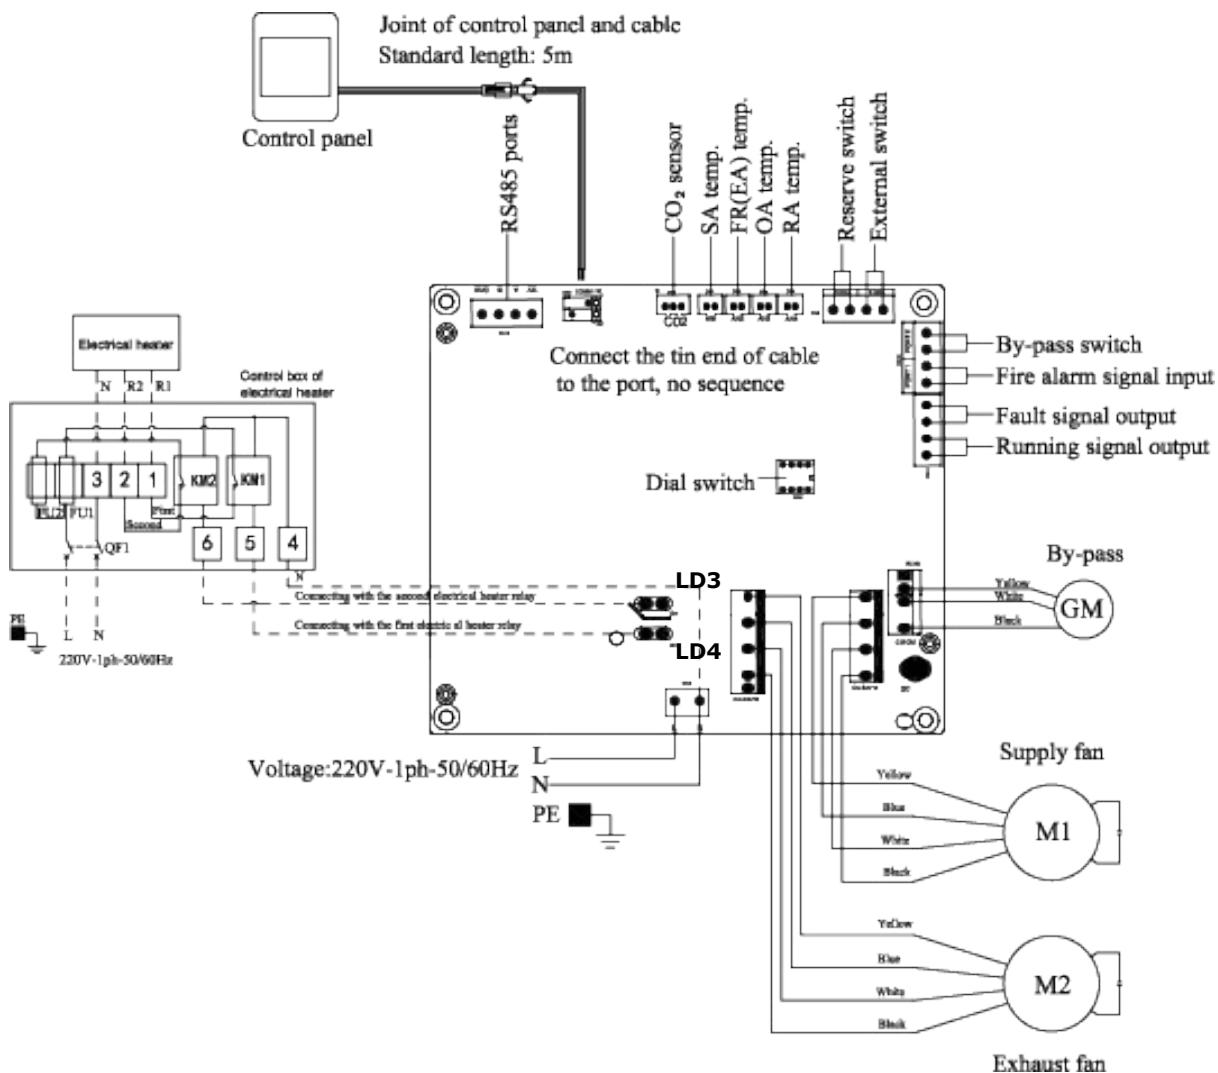 Joint of control panel and cable
Standard length: 5m
Control panel
RS485 ports
CO₂ sensor
SA temp.
FR(EA) temp.
OA temp.
RA temp.
Reserve switch
External switch
CO2
Connect the tin end of cable
to the port, no sequence
By-pass switch
Fire alarm signal input
Fault signal output
Running signal output
Dial switch
Electrical heater
N
R2
R1
Control box of
electrical heater
3
2
1
KM2
KM1
FU2
FU1
First
Second
QF1
6
5
4
N
LD3
Connecting with the second electrical heater relay
Connecting with the first electric al heater relay
LD4
PE
L
N
220V-1ph-50/60Hz
By-pass
Yellow
White
Black
GM
L
N
Voltage:220V-1ph-50/60Hz
L
N
PE
Supply fan
Yellow
Blue
White
Black
M1
Yellow
Blue
White
Black
M2
Exhaust fan